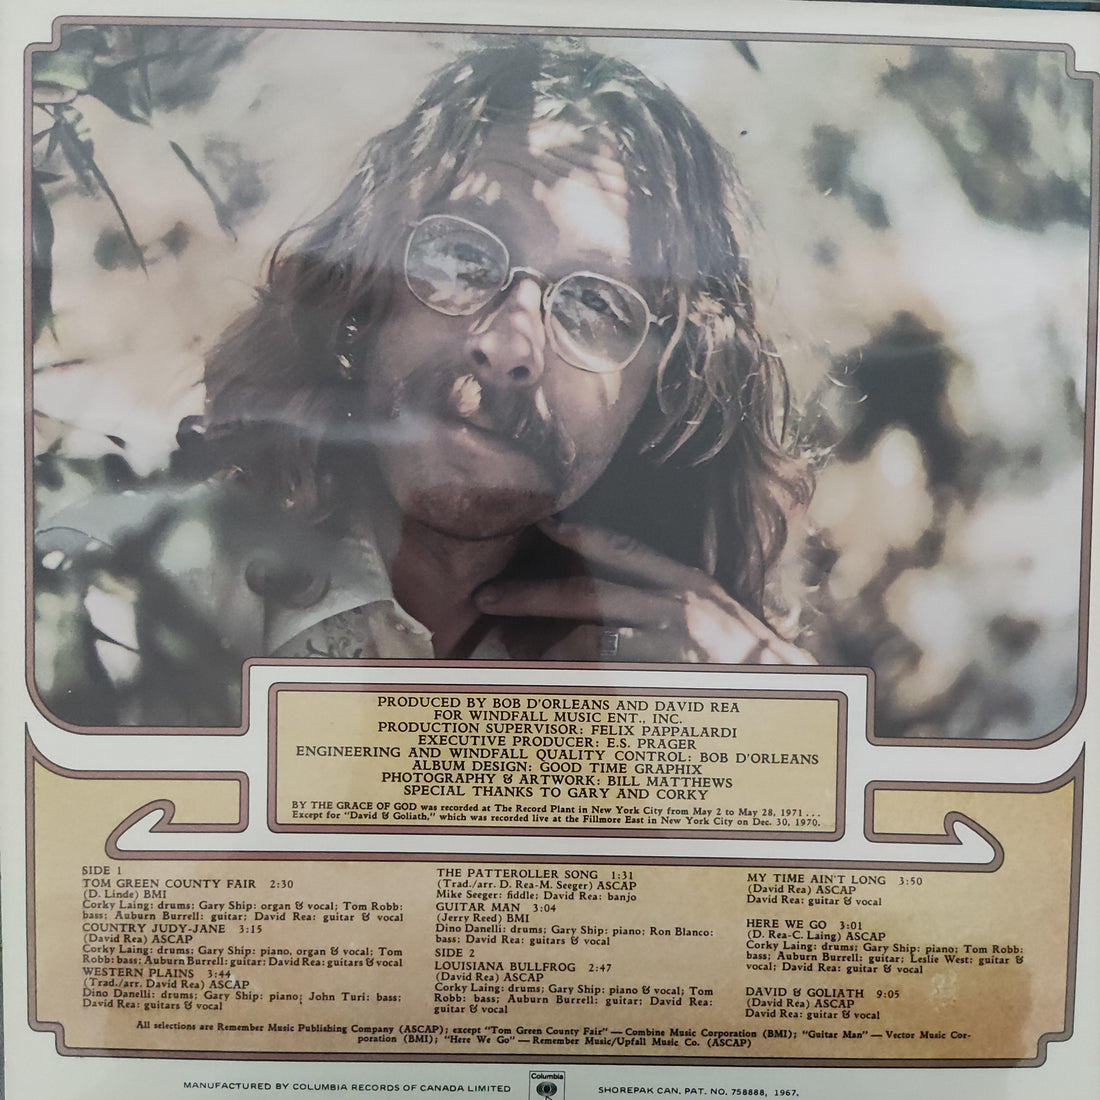 PRODUCED BY BOB D'ORLEANS AND DAVID REA
FOR WINDFALL MUSIC ENT., INC.
PRODUCTION SUPERVISOR: FELIX PAPPALARDI
EXECUTIVE PRODUCER: E.S. PRAGER
ENGINEERING AND WINDFALL QUALITY CONTROL: BOB D'ORLEANS
ALBUM DESIGN: GOOD TIME GRAPHIX
PHOTOGRAPHY & ARTWORK: BILL MATTHEWS
SPECIAL THANKS TO GARY AND CORKY
BY THE GRACE OF GOD was recorded at The Record Plant in New York City from May 2 to May 28, 1971 . . .
Except for "David & Goliath," which was recorded live at the Fillmore East in New York City on Dec. 30, 1970.
SIDE 1
TOM GREEN COUNTY FAIR 2:30
(D. Linde) BMI
Corky Laing: drums; Gary Ship: organ & vocal; Tom Robb:
bass; Auburn Burrell: guitar; David Rea: guitar & vocal
COUNTRY JUDY-JANE 3:15
(David Rea) ASCAP
Corky Laing: drums; Gary Ship: piano, organ & vocal; Tom
Robb: bass; Auburn Burrell: guitar; David Rea: guitars & vocal
WESTERN PLAINS 3:44
(Trad./arr. David Rea) ASCAP
Dino Danelli: drums; Gary Ship: piano; John Turi: bass;
David Rea: guitars & vocal
THE PATTEROLLER SONG 1:31
(Trad./arr. D. Rea-M. Seeger) ASCAP
Mike Seeger: fiddle; David Rea: banjo
GUITAR MAN 3:04
(Jerry Reed) BMI
Dino Danelli: drums; Gary Ship: piano; Ron Blanco:
bass; David Rea: guitars & vocal
SIDE 2
LOUISIANA BULLFROG 2:47
(David Rea) ASCAP
Corky Laing: drums; Gary Ship: piano & vocal; Tom
Robb: bass; Auburn Burrell: guitar; David Rea:
guitar & vocal
MY TIME AIN'T LONG 3:50
(David Rea) ASCAP
David Rea: guitar & vocal
HERE WE GO 3:01
(D. Rea-C. Laing) ASCAP
Corky Laing: drums; Gary Ship: piano; Tom Robb:
bass; Auburn Burrell: guitar; Leslie West: guitar &
vocal; David Rea: guitar & vocal
DAVID & GOLIATH 9:05
(David Rea) ASCAP
David Rea: guitar & vocal
All selections are Remember Music Publishing Company (ASCAP); except "Tom Green County Fair" — Combine Music Corporation (BMI); "Guitar Man" — Vector Music Cor-
poration (BMI); "Here We Go" — Remember Music/Upfall Music Co. (ASCAP)
Columbia
MANUFACTURED BY COLUMBIA RECORDS OF CANADA LIMITED
SHOREPAK CAN. PAT. NO. 758888, 1967.